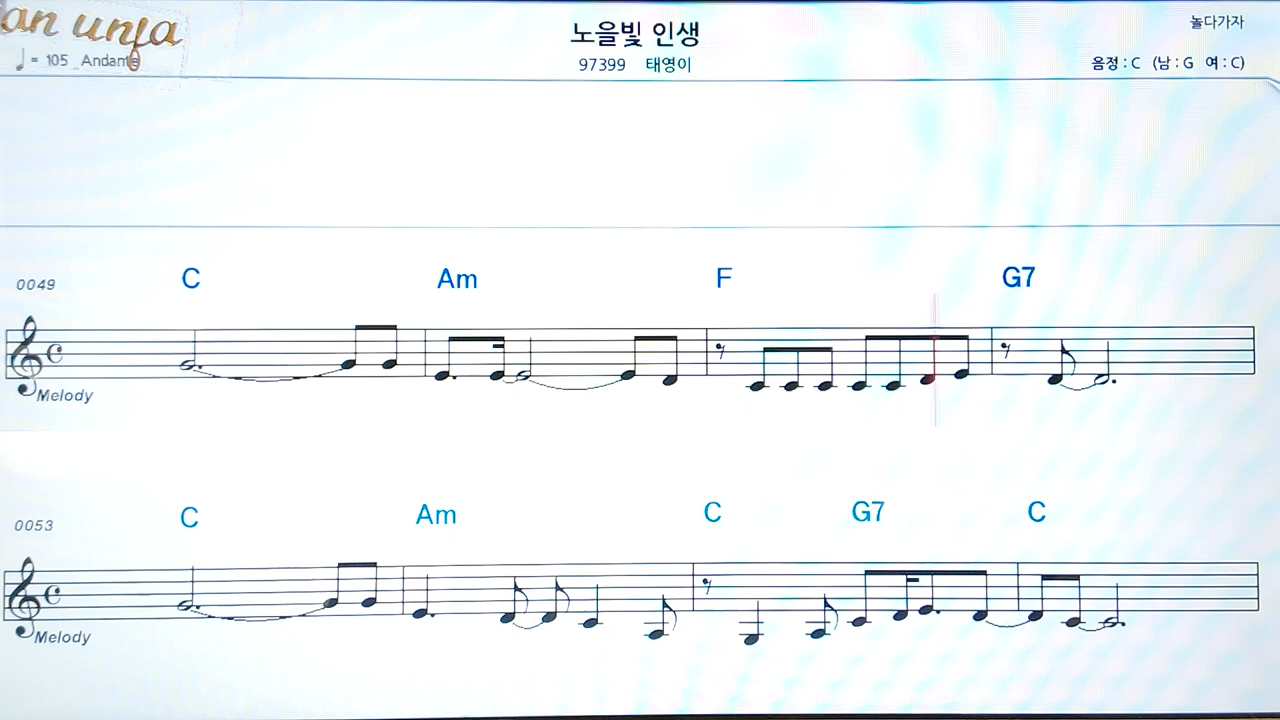 an unja
노을빛 인생
놀다가자
♩ = 105 Andante
97399 태영이
음정 : C (남 : G 여 : C)
0049
C Am F G7
Melody
0053
C Am C G7 C
Melody